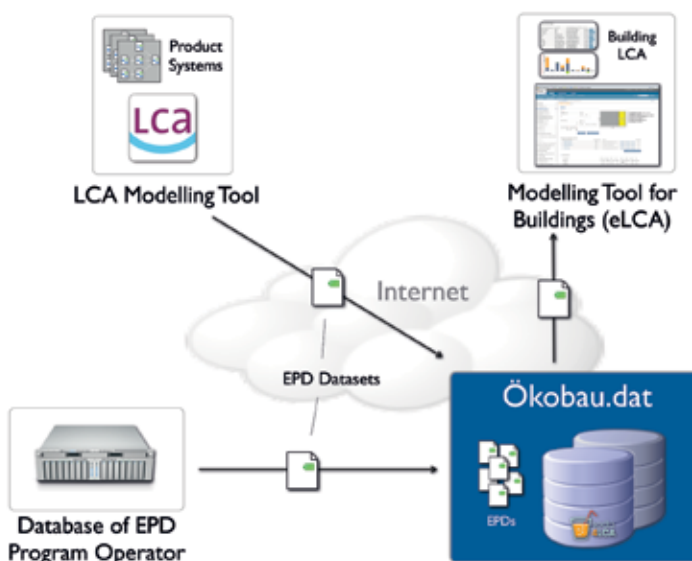 Product
Systems
Lca
LCA Modelling Tool
Building
LCA
Modelling Tool for
Buildings (eLCA)
Internet
EPD Datasets
Ökobau.dat
EPDs
eLCA
Database of EPD
Program Operator